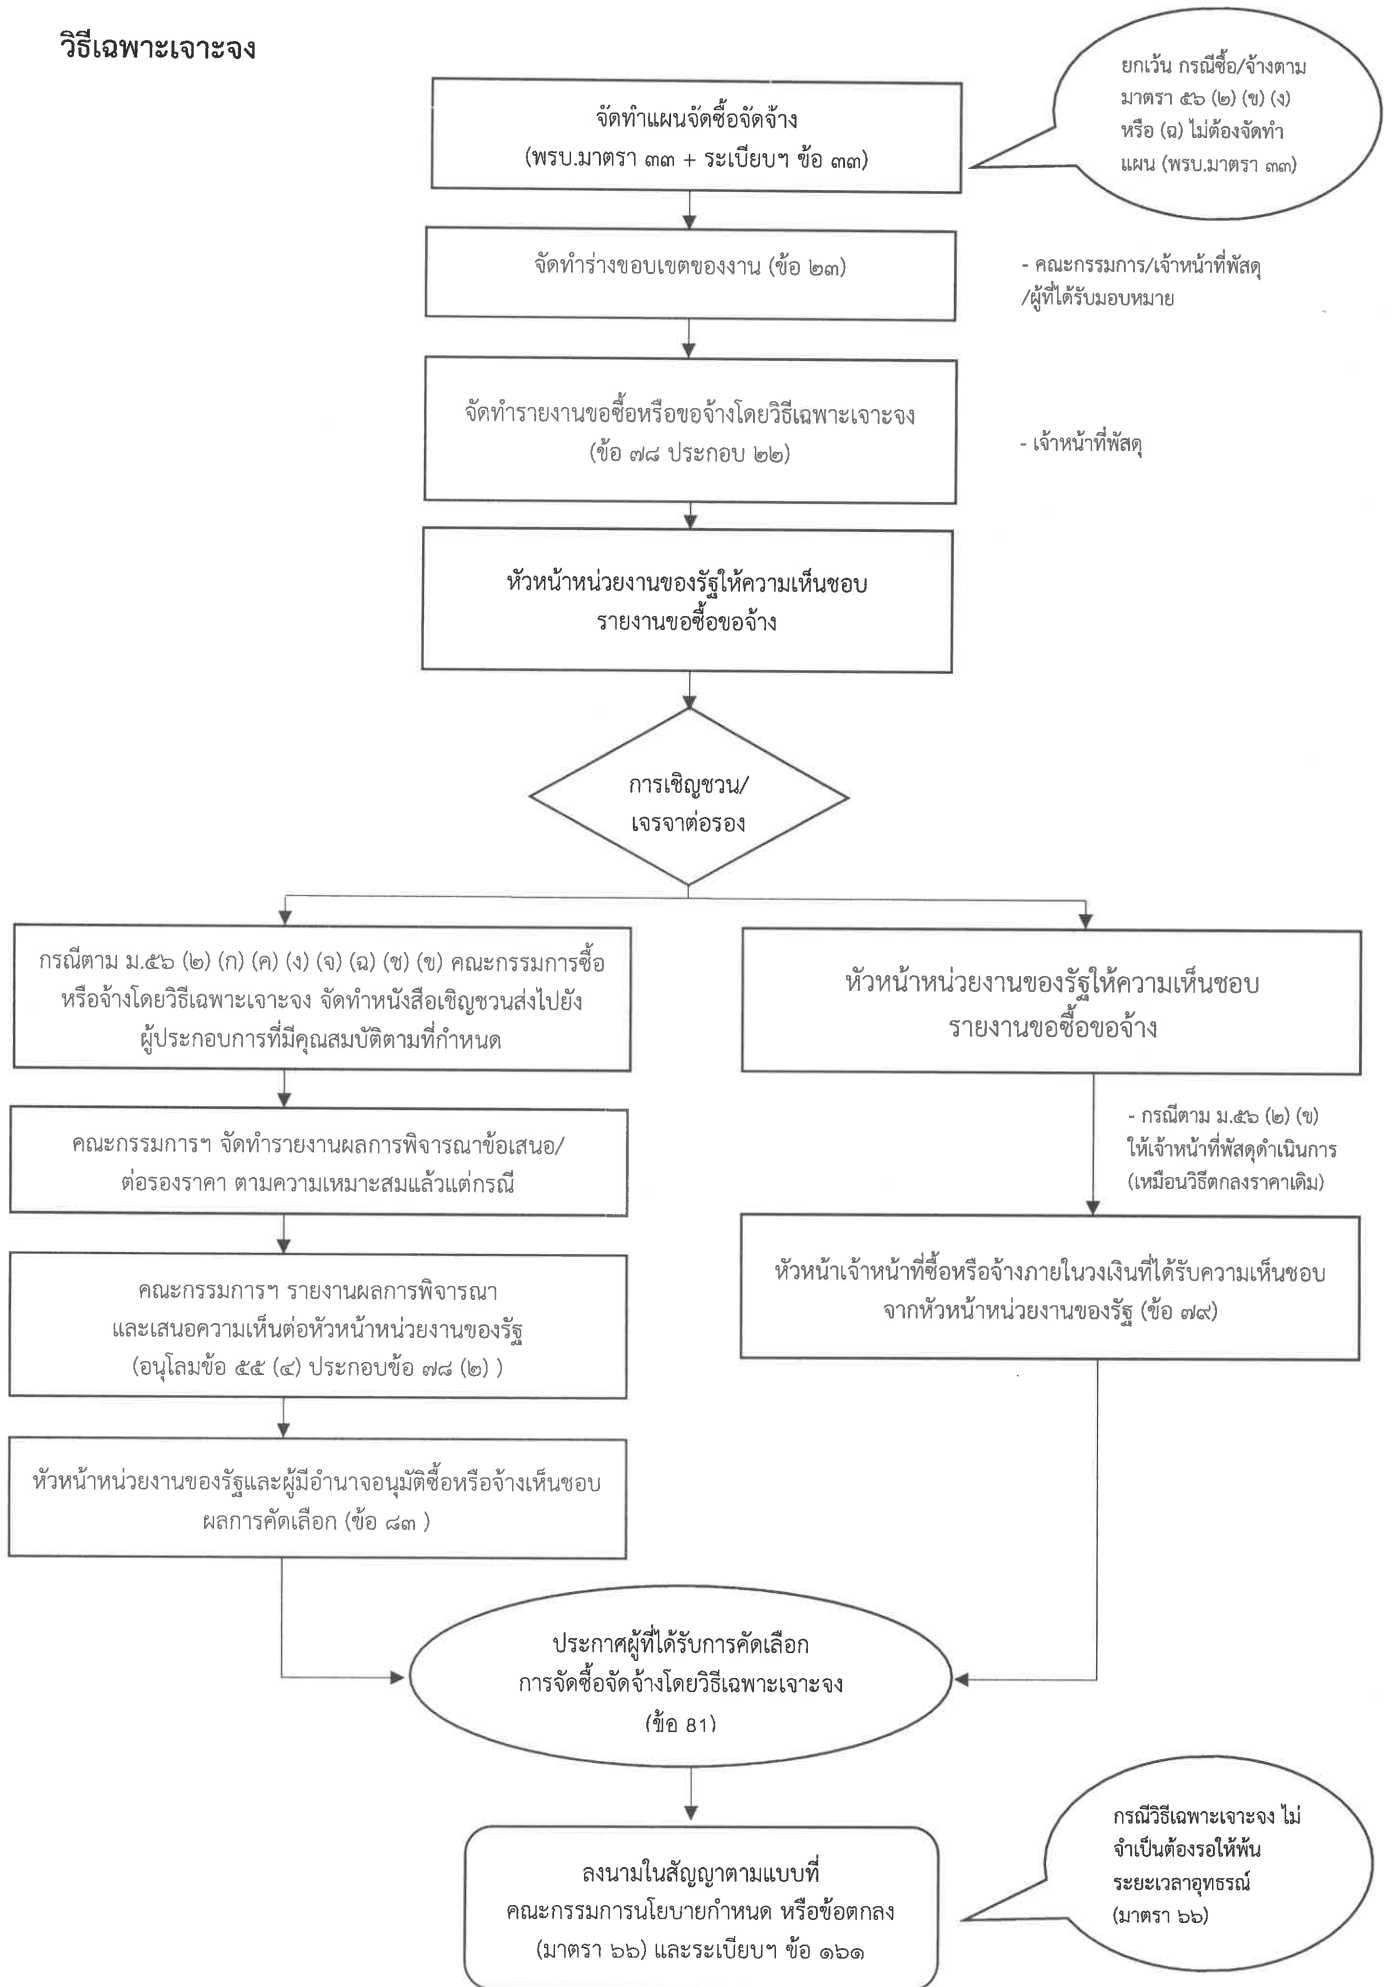 วิธีเฉพาะเจาะจง
จัดทำแผนจัดซื้อจัดจ้าง
(พรบ.มาตรา ๓๓ + ระเบียบฯ ข้อ ๓๓)
ยกเว้น กรณีซื้อ/จ้างตาม
มาตรา ๕๖ (๒) (ข) (ง)
หรือ (ฉ) ไม่ต้องจัดทำ
แผน (พรบ.มาตรา ๓๓)
จัดทำร่างขอบเขตของงาน (ข้อ ๒๓)
- คณะกรรมการ/เจ้าหน้าที่พัสดุ
/ผู้ที่ได้รับมอบหมาย
จัดทำรายงานขอซื้อหรือขอจ้างโดยวิธีเฉพาะเจาะจง
(ข้อ ๗๘ ประกอบ ๒๒)
- เจ้าหน้าที่พัสดุ
หัวหน้าหน่วยงานของรัฐให้ความเห็นชอบ
รายงานขอซื้อขอจ้าง
การเชิญชวน/
เจรจาต่อรอง
กรณีตาม ม.๕๖ (๒) (ก) (ค) (ง) (จ) (ฉ) (ช) (ข) คณะกรรมการซื้อ
หรือจ้างโดยวิธีเฉพาะเจาะจง จัดทำหนังสือเชิญชวนส่งไปยัง
ผู้ประกอบการที่มีคุณสมบัติตามที่กำหนด
คณะกรรมการฯ จัดทำรายงานผลการพิจารณาข้อเสนอ/
ต่อรองราคา ตามความเหมาะสมแล้วแต่กรณี
คณะกรรมการฯ รายงานผลการพิจารณา
และเสนอความเห็นต่อหัวหน้าหน่วยงานของรัฐ
(อนุโลมข้อ ๕๕ (๔) ประกอบข้อ ๗๘ (๒) )
หัวหน้าหน่วยงานของรัฐและผู้มีอำนาจอนุมัติซื้อหรือจ้างเห็นชอบ
ผลการคัดเลือก (ข้อ ๘๓ )
หัวหน้าหน่วยงานของรัฐให้ความเห็นชอบ
รายงานขอซื้อขอจ้าง
- กรณีตาม ม.๕๖ (๒) (ข)
ให้เจ้าหน้าที่พัสดุดำเนินการ
(เหมือนวิธีตกลงราคาเดิม)
หัวหน้าเจ้าหน้าที่ซื้อหรือจ้างภายในวงเงินที่ได้รับความเห็นชอบ
จากหัวหน้าหน่วยงานของรัฐ (ข้อ ๗๙)
ประกาศผู้ที่ได้รับการคัดเลือก
การจัดซื้อจัดจ้างโดยวิธีเฉพาะเจาะจง
(ข้อ 81)
ลงนามในสัญญาตามแบบที่
คณะกรรมการนโยบายกำหนด หรือข้อตกลง
(มาตรา ๖๖) และระเบียบฯ ข้อ ๑๖๑
กรณีวิธีเฉพาะเจาะจง ไม่
จำเป็นต้องรอให้พ้น
ระยะเวลาอุทธรณ์
(มาตรา ๖๖)